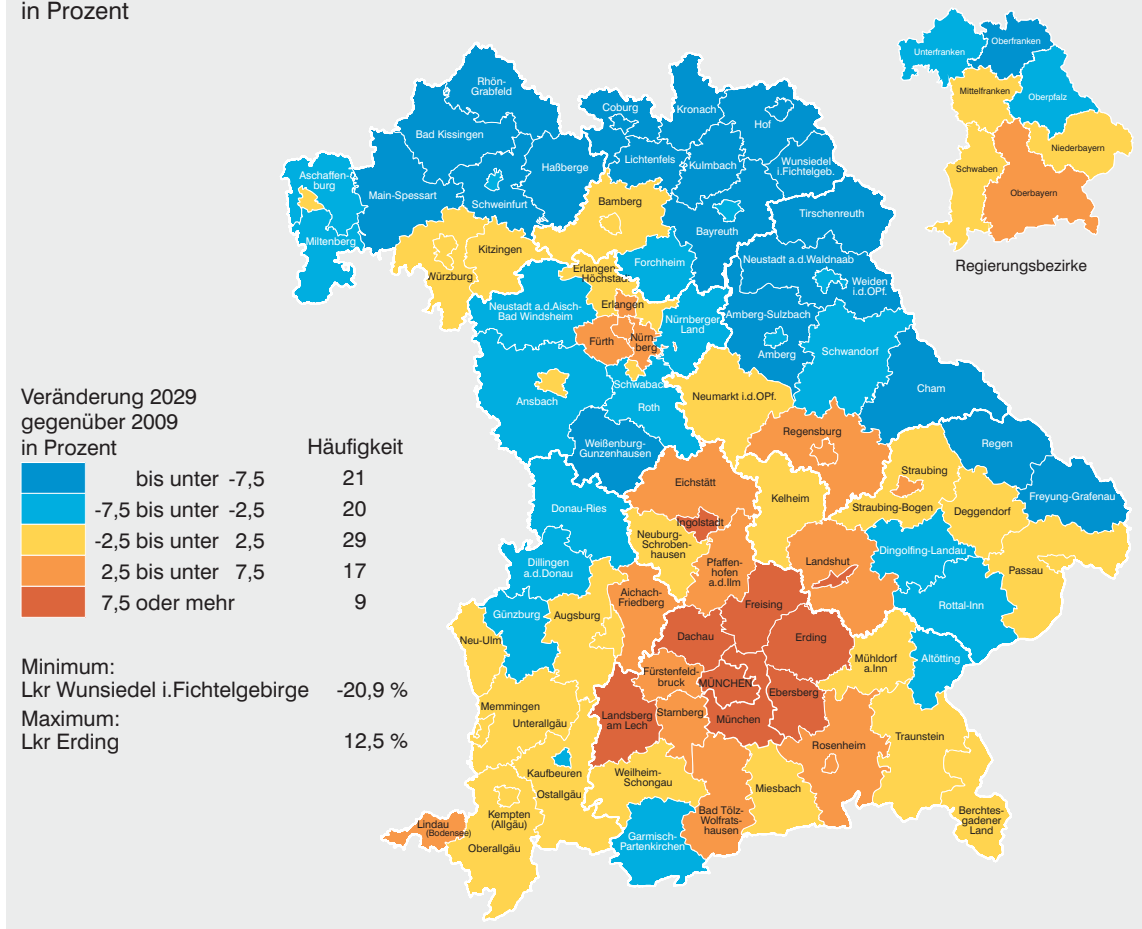 in Prozent
Unterfranken
Oberfranken
Mittelfranken
Oberpfalz
Niederbayern
Schwaben
Oberbayern
Regierungsbezirke
Rhön-
Grabfeld
Coburg
Kronach
Hof
Bad Kissingen
Lichtenfels
Kulmbach
Wunsiedel
i.Fichtelgeb.
Haßberge
Aschaffen-
burg
Main-Spessart
Schweinfurt
Bamberg
Tirschenreuth
Miltenberg
Bayreuth
Kitzingen
Würzburg
Forchheim
Neustadt a.d.Waldnaab
Erlangen-
Höchstadt
Weiden
i.d.OPf.
Neustadt a.d.Aisch-
Bad Windsheim
Erlangen
Nürnberger
Land
Amberg-Sulzbach
Fürth
Nürn-
berg
Amberg
Schwandorf
Schwabach
Ansbach
Roth
Neumarkt i.d.OPf.
Cham
Weißenburg-
Gunzenhausen
Regensburg
Regen
Straubing
Eichstätt
Kelheim
Freyung-Grafenau
Straubing-Bogen
Deggendorf
Donau-Ries
Ingolstadt
Neuburg-
Schroben-
hausen
Dingolfing-Landau
Pfaffen-
hofen
a.d.Ilm
Landshut
Passau
Dillingen
a.d.Donau
Aichach-
Friedberg
Freising
Rottal-Inn
Günzburg
Augsburg
Dachau
Erding
Neu-Ulm
Mühldorf
a.Inn
Altötting
Fürstenfeld-
bruck
MÜNCHEN
Ebersberg
Memmingen
Landsberg
am Lech
Starnberg
München
Unterallgäu
Rosenheim
Traunstein
Kaufbeuren
Weilheim-
Schongau
Miesbach
Ostallgäu
Kempten
(Allgäu)
Bad Tölz-
Wolfrats-
hausen
Berchtes-
gadener
Land
Lindau
(Bodensee)
Oberallgäu
Garmisch-
Partenkirchen
Veränderung 2029
gegenüber 2009
in Prozent Häufigkeit
bis unter -7,5 21
-7,5 bis unter -2,5 20
-2,5 bis unter 2,5 29
2,5 bis unter 7,5 17
7,5 oder mehr 9
Minimum:
Lkr Wunsiedel i.Fichtelgebirge -20,9 %
Maximum:
Lkr Erding 12,5 %